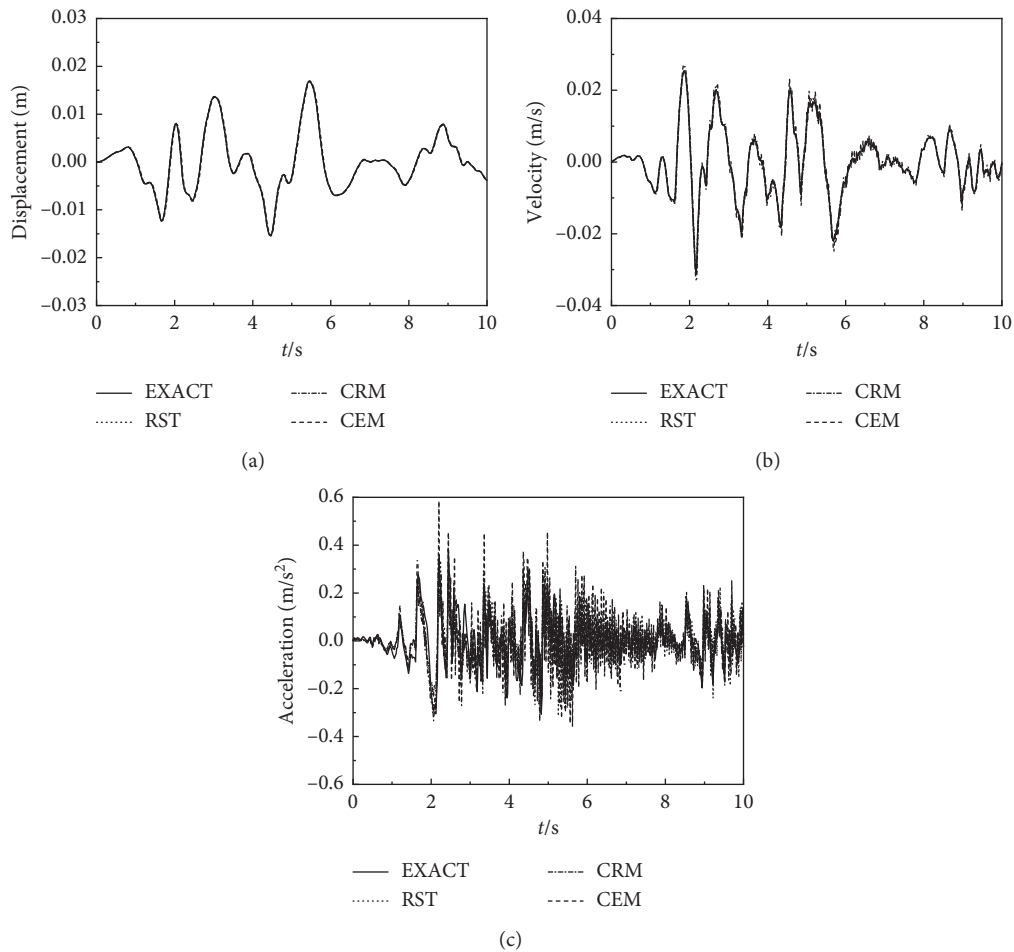 0.03
0.02
0.01
0.00
−0.01
−0.02
−0.03
Displacement (m)
0 2 4 6 8 10
t/s
EXACT CRM
RST CEM
(a)
0.04
0.02
0.00
−0.02
−0.04
Velocity (m/s)
0 2 4 6 8 10
t/s
EXACT CRM
RST CEM
(b)
0.6
0.4
0.2
0.0
−0.2
−0.4
−0.6
Acceleration (m/s²)
0 2 4 6 8 10
t/s
EXACT CRM
RST CEM
(c)